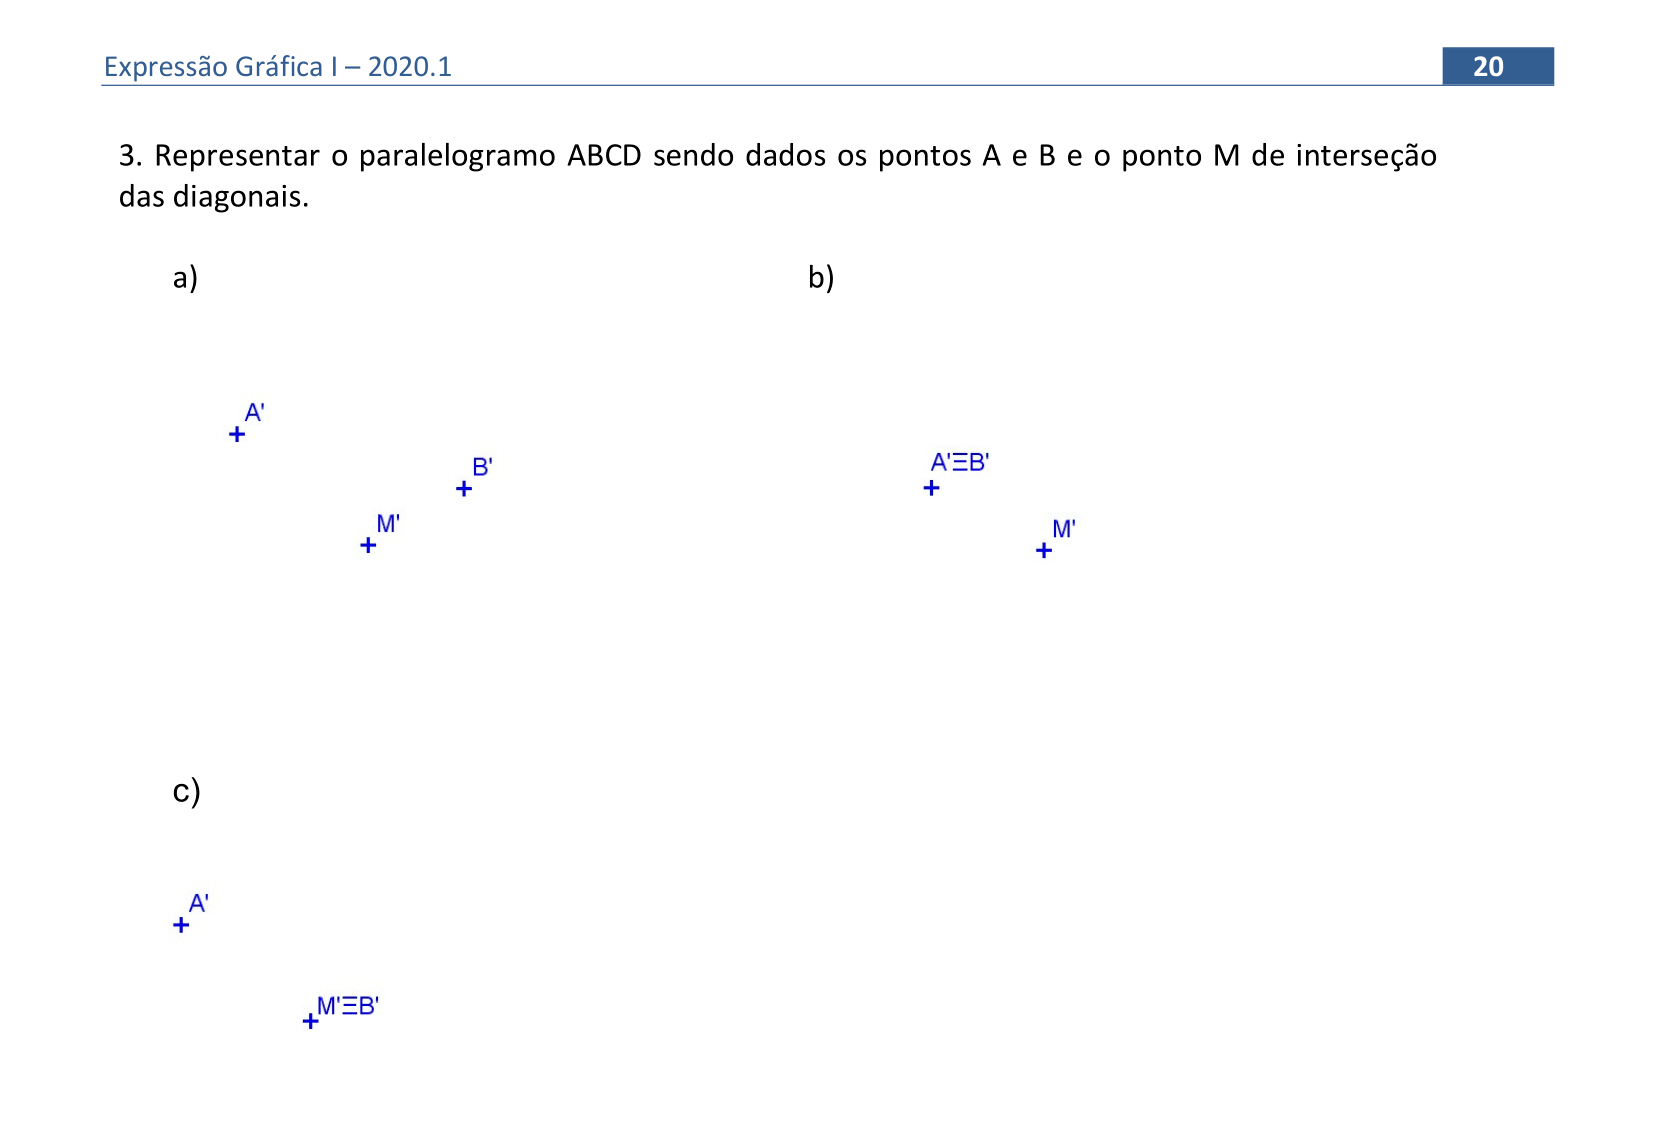 Expressão Gráfica I – 2020.1
20
3. Representar o paralelogramo ABCD sendo dados os pontos A e B e o ponto M de interseção
das diagonais.
a)
b)
A'
B'
M'
A'ΞB'
M'
c)
A'
M'ΞB'